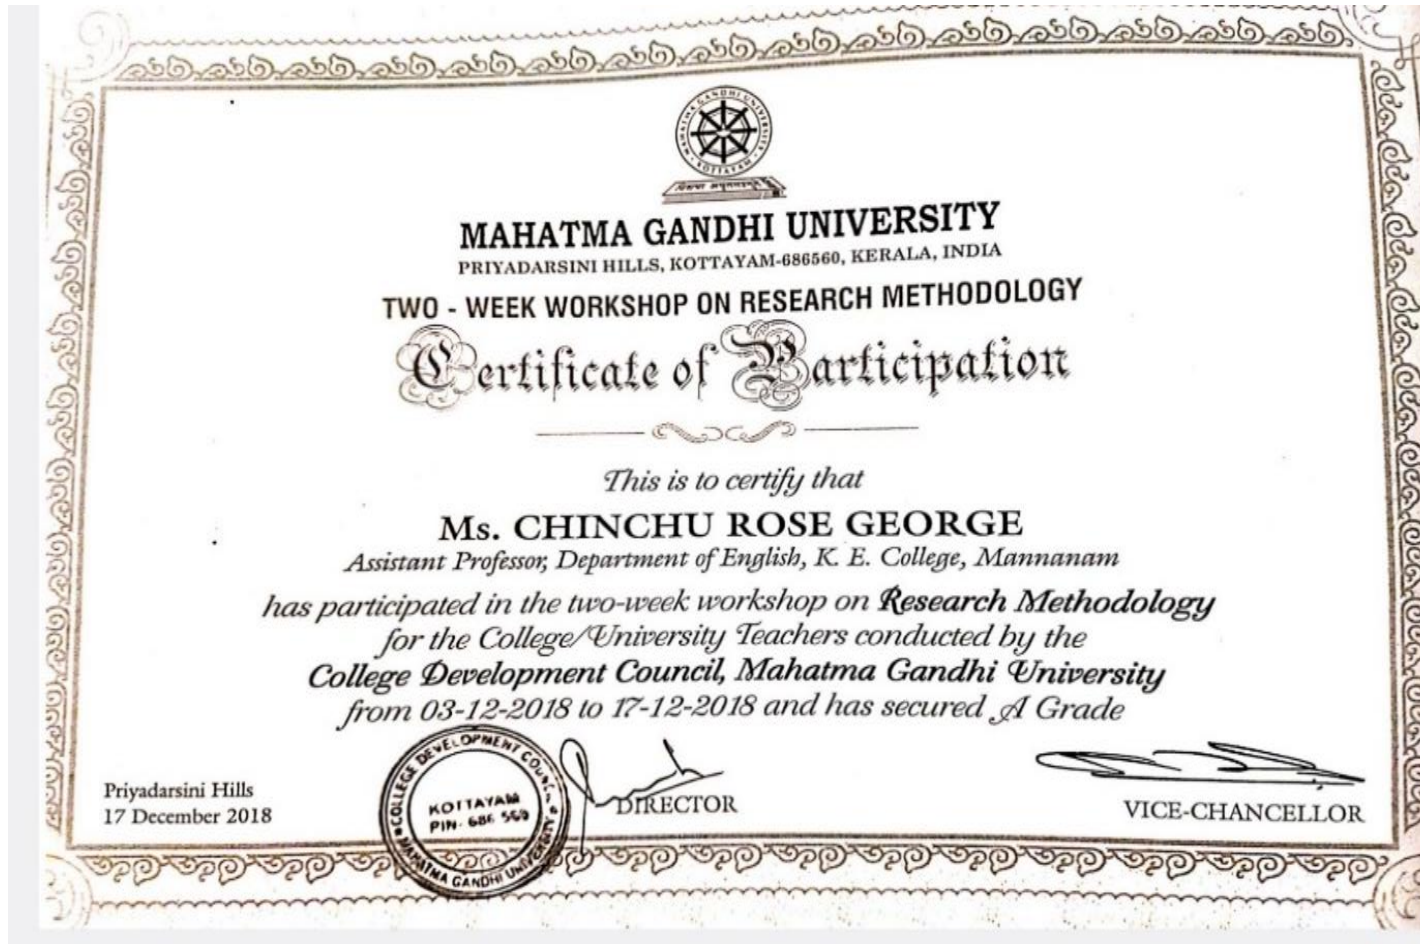 MAHATMA GANDHI UNIVERSITY
KOTTAYAM
MAHATMA GANDHI UNIVERSITY
PRIYADARSINI HILLS, KOTTAYAM-686560, KERALA, INDIA
TWO - WEEK WORKSHOP ON RESEARCH METHODOLOGY
Certificate of Participation
This is to certify that
Ms. CHINCHU ROSE GEORGE
Assistant Professor, Department of English, K. E. College, Mannanam
has participated in the two-week workshop on Research Methodology
for the College/University Teachers conducted by the
College Development Council, Mahatma Gandhi University
from 03-12-2018 to 17-12-2018 and has secured A Grade
Priyadarsini Hills
17 December 2018
COLLEGE DEVELOPMENT COUNCIL
KOTTAYAM
PIN- 686 560
MAHATMA GANDHI UNIVERSITY
DIRECTOR
VICE-CHANCELLOR